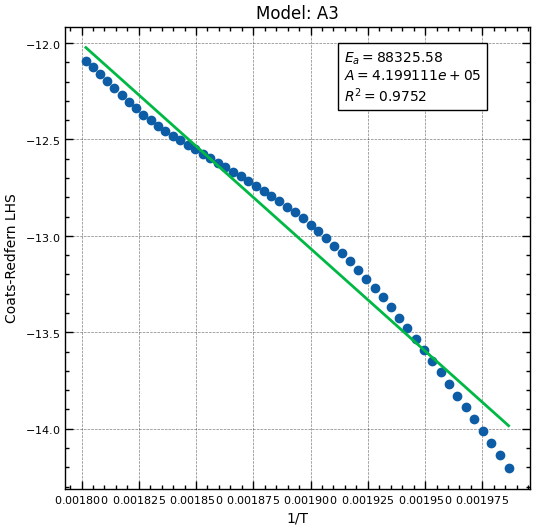 Model: A3
−12.0
−12.5
−13.0
−13.5
−14.0
Coats-Redfern LHS
E_a = 88325.58
A = 4.199111e + 05
R^2 = 0.9752
0.001800 0.001825 0.001850 0.001875 0.001900 0.001925 0.001950 0.001975
1/T